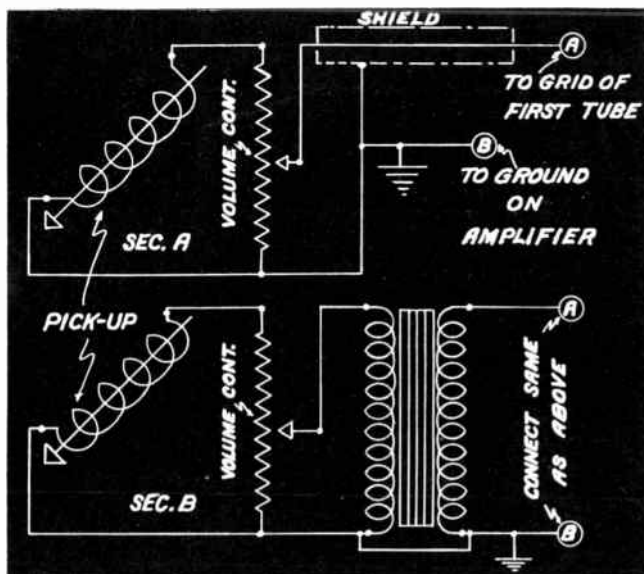 SHIELD
A
TO GRID OF
FIRST TUBE
VOLUME CONT.
B
TO GROUND
ON
AMPLIFIER
SEC. A
PICK-UP
A
VOLUME CONT.
CONNECT SAME
AS ABOVE
SEC. B
B